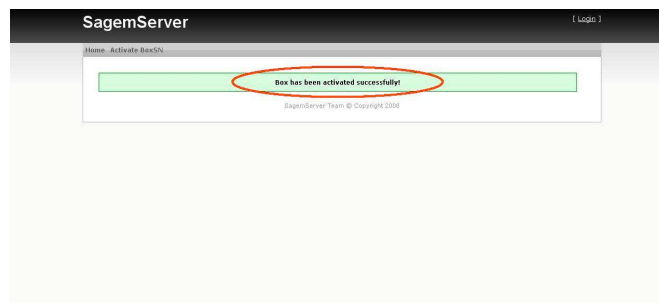 SagemServer
[ Login ]
Home Activate BoxSN
Box has been activated successfully!
SagemServer Team © Copyright 2008